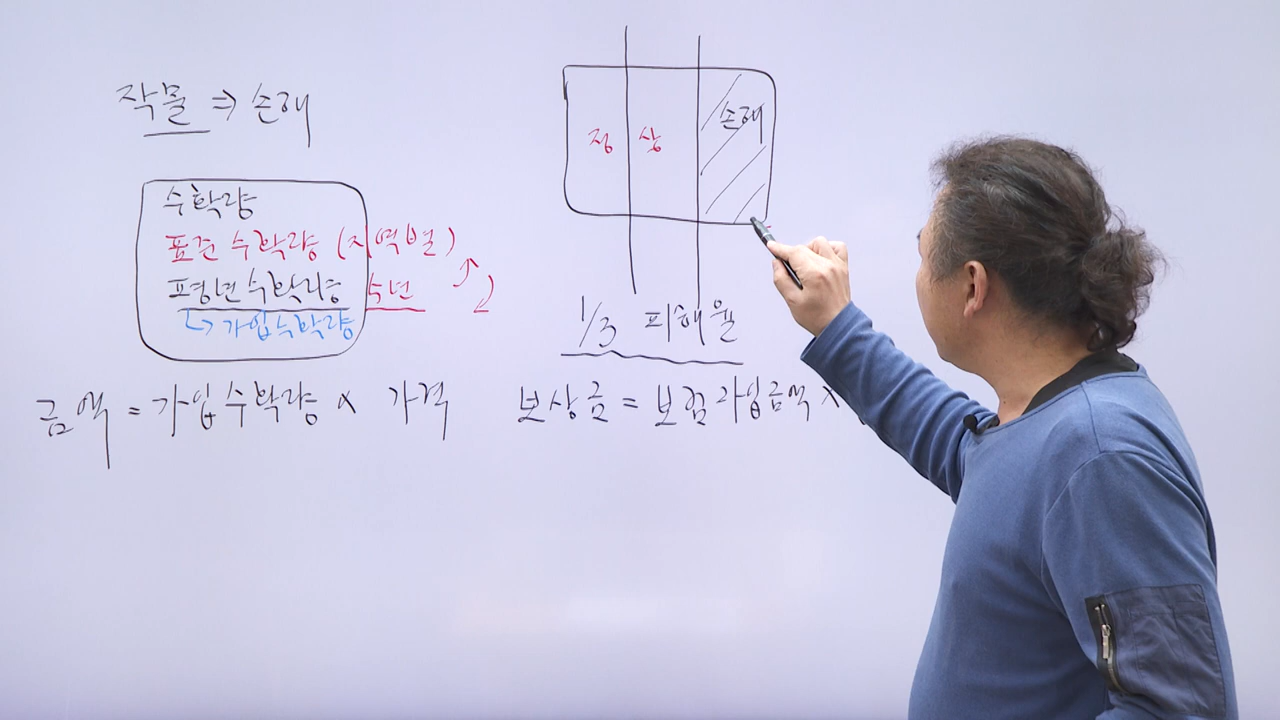 작물 ⇒ 손해
수확량
표준 수확량 (지역별)
평년수확량 5년
↳ 가입수확량
금액 = 가입수확량 × 가격
정 상 손해
1/3 피해율
보상금 = 보험가입금액 ×